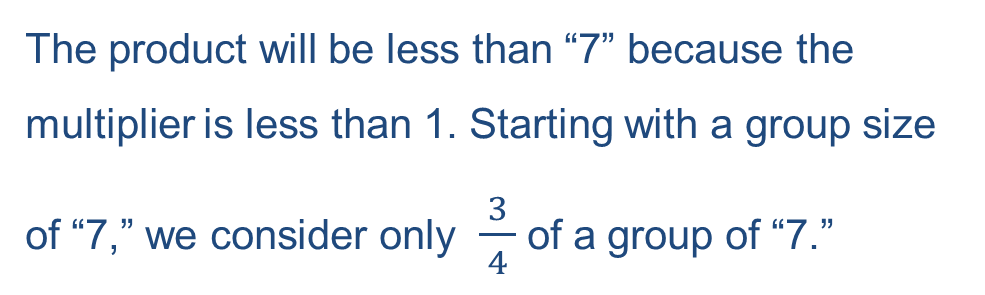 The product will be less than “7” because the
multiplier is less than 1. Starting with a group size
of “7,” we consider only 3/4 of a group of “7.”